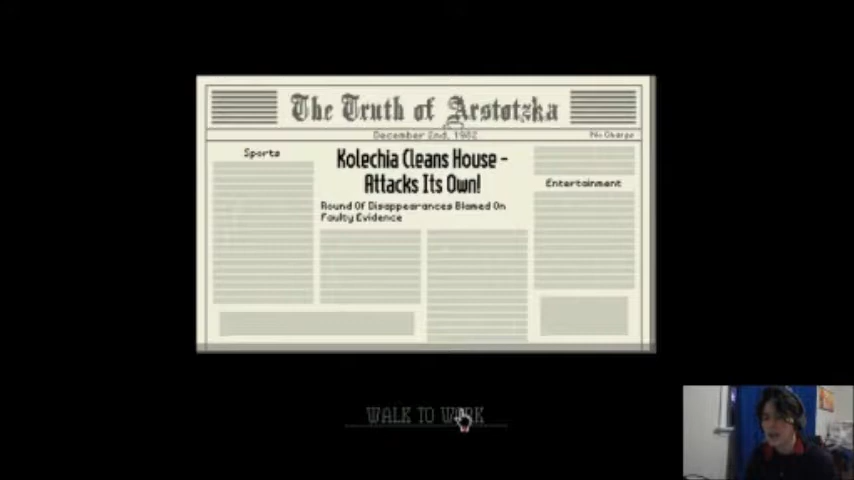 The Truth of Arstotzka
December 2nd, 1982
No Charge
Sports
Kolechia Cleans House -
Attacks Its Own!
Round Of Disappearances Blamed On
Faulty Evidence
Entertainment
WALK TO WORK